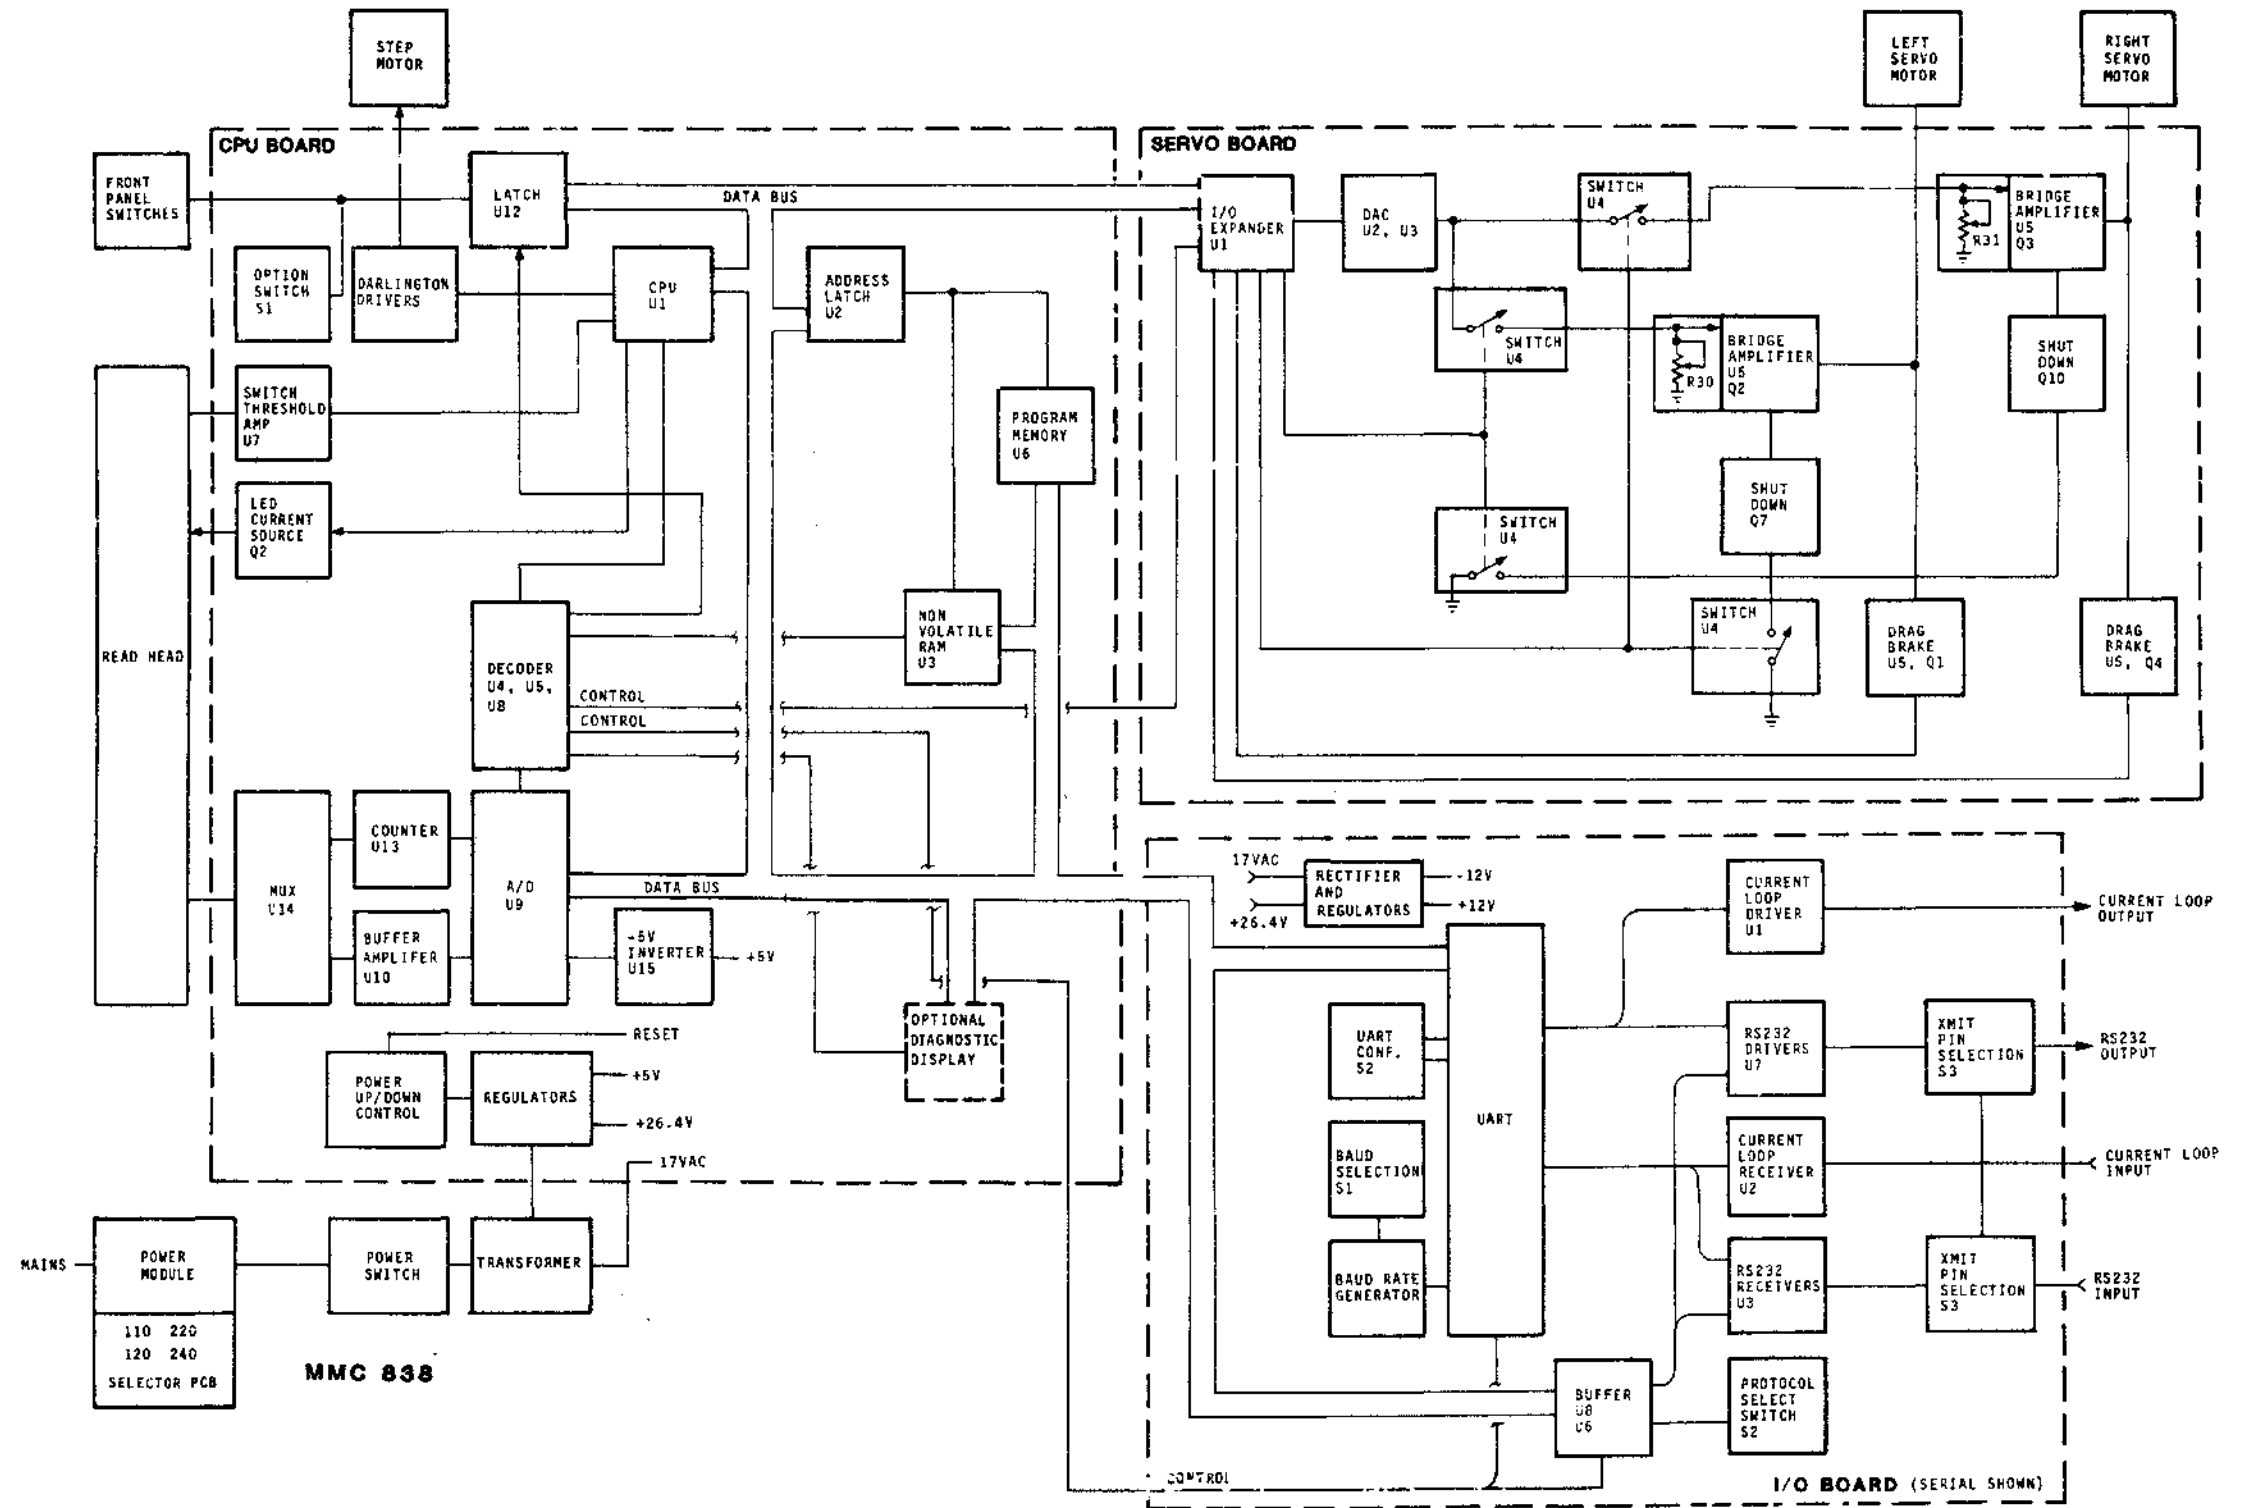 STEP
MOTOR
LEFT
SERVO
MOTOR
RIGHT
SERVO
MOTOR
CPU BOARD
SERVO BOARD
FRONT
PANEL
SWITCHES
LATCH
U12
DATA BUS
I/O
EXPANDER
U1
DAC
U2, U3
SWITCH
U4
BRIDGE
AMPLIFIER
U5
Q3
R31
OPTION
SWITCH
S1
DARLINGTON
DRIVERS
CPU
U1
ADDRESS
LATCH
U2
SWITCH
U4
BRIDGE
AMPLIFIER
U6
Q2
R30
SHUT
DOWN
Q10
SWITCH
THRESHOLD
AMP
U7
PROGRAM
MEMORY
U6
LED
CURRENT
SOURCE
Q2
SWITCH
U4
SHUT
DOWN
Q7
READ HEAD
NON
VOLATILE
RAM
U3
SWITCH
U4
DRAG
BRAKE
U5, Q1
DRAG
BRAKE
U5, Q4
DECODER
U4, U5,
U8
CONTROL
CONTROL
MUX
U14
COUNTER
U13
A/D
U9
DATA BUS
BUFFER
AMPLIFER
U10
-5V
INVERTER
U15
+5V
17VAC
+26.4V
RECTIFIER
AND
REGULATORS
-12V
+12V
CURRENT
LOOP
DRIVER
U1
CURRENT LOOP
OUTPUT
OPTIONAL
DIAGNOSTIC
DISPLAY
UART
CONF.
S2
UART
RS232
DRIVERS
U7
XMIT
PIN
SELECTION
S3
RS232
OUTPUT
RESET
POWER
UP/DOWN
CONTROL
REGULATORS
+5V
+26.4V
17VAC
BAUD
SELECTION
S1
CURRENT
LOOP
RECEIVER
U2
CURRENT LOOP
INPUT
MAINS
POWER
MODULE
POWER
SWITCH
TRANSFORMER
BAUD RATE
GENERATOR
RS232
RECEIVERS
U3
XMIT
PIN
SELECTION
S3
RS232
INPUT
110 220
120 240
SELECTOR PCB
MMC 838
BUFFER
U8
U6
PROTOCOL
SELECT
SWITCH
S2
CONTROL
I/O BOARD (SERIAL SHOWN)